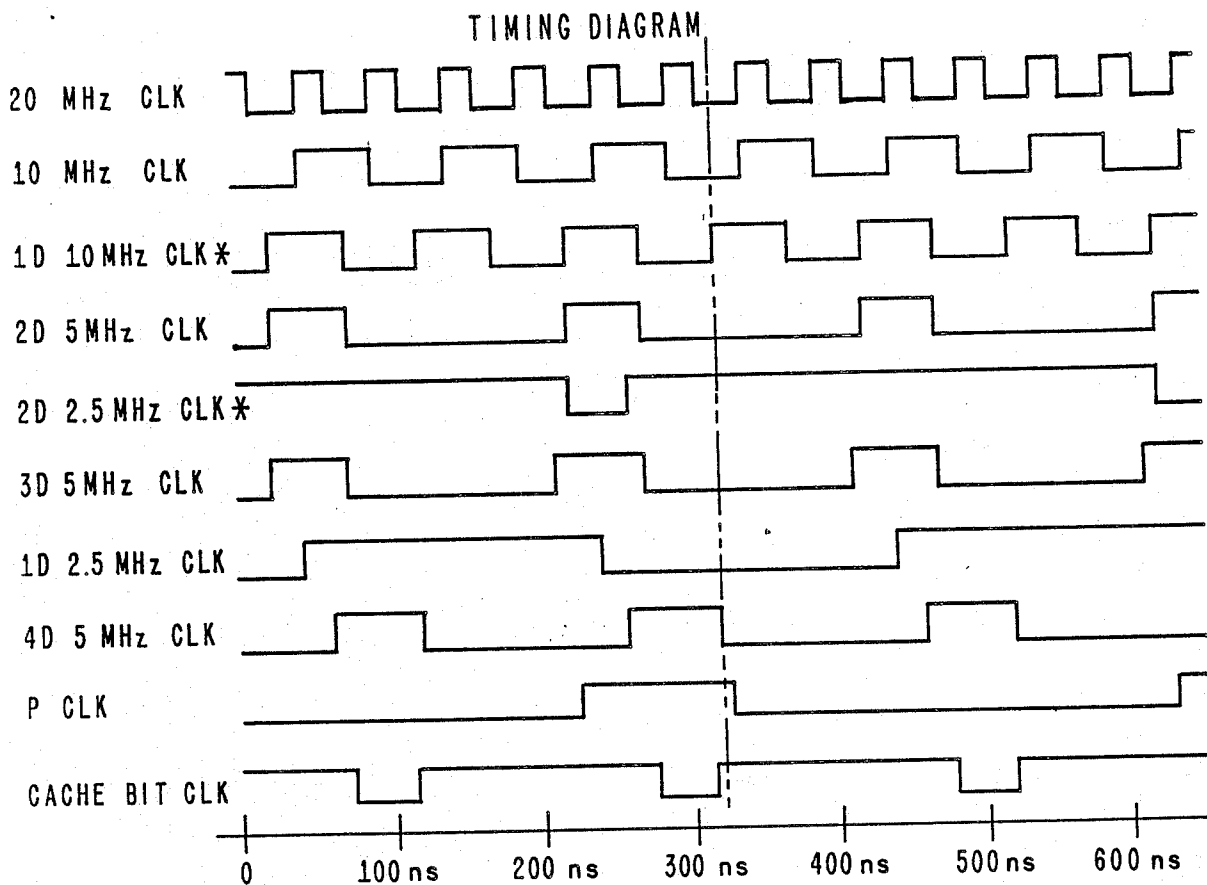 TIMING DIAGRAM
20 MHz CLK
10 MHz CLK
1D 10MHz CLK*
2D 5MHz CLK
2D 2.5 MHz CLK*
3D 5MHz CLK
1D 2.5 MHz CLK
4D 5 MHz CLK
P CLK
CACHE BIT CLK
0 100 ns 200 ns 300 ns 400 ns 500 ns 600 ns